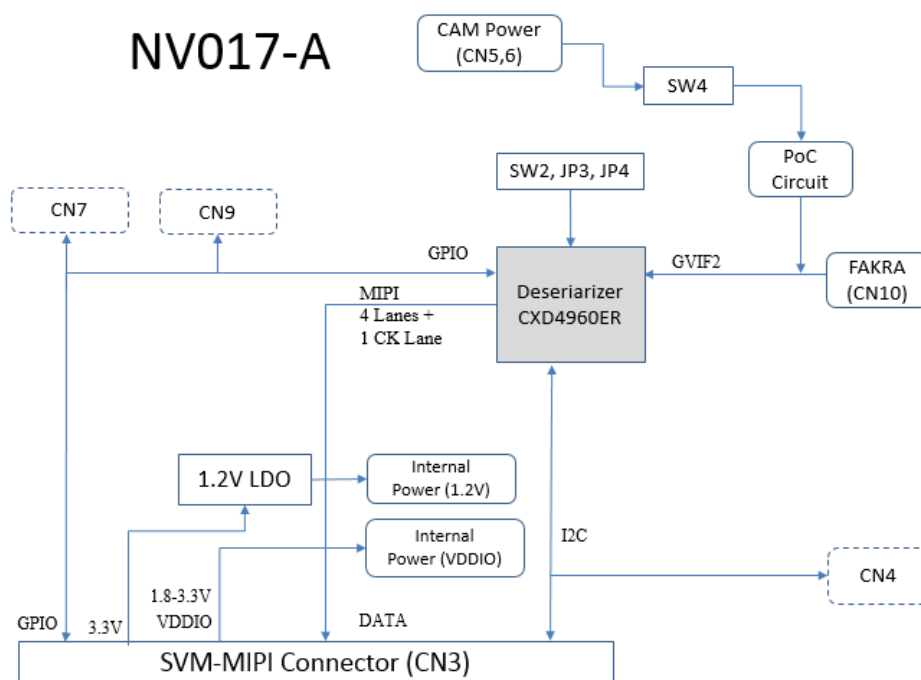 NV017-A
CAM Power
(CN5,6)
SW4
PoC
Circuit
SW2, JP3, JP4
CN7
CN9
GPIO
GVIF2
FAKRA
(CN10)
Deseriarizer
CXD4960ER
MIPI
4 Lanes +
1 CK Lane
1.2V LDO
Internal
Power (1.2V)
Internal
Power (VDDIO)
I2C
CN4
1.8-3.3V
VDDIO
GPIO
3.3V
DATA
SVM-MIPI Connector (CN3)